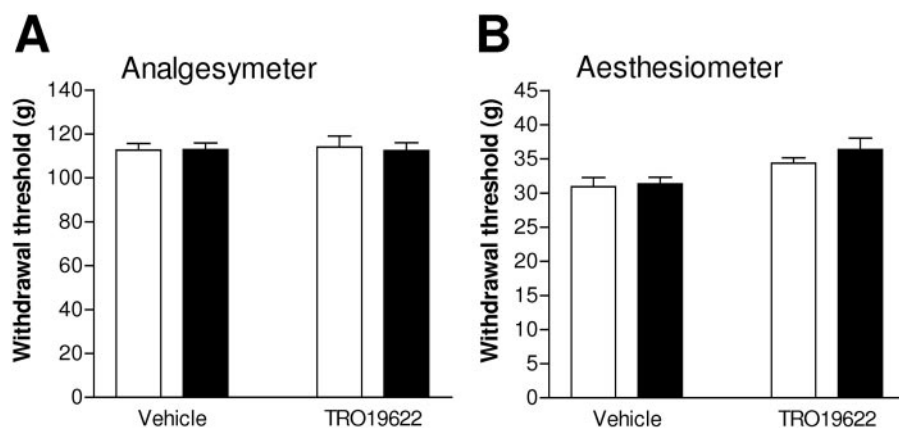 A
Analgesymeter
Withdrawal threshold (g)
140
120
100
80
60
40
20
0
Vehicle
TRO19622
B
Aesthesiometer
Withdrawal threshold (g)
45
40
35
30
25
20
15
10
5
0
Vehicle
TRO19622